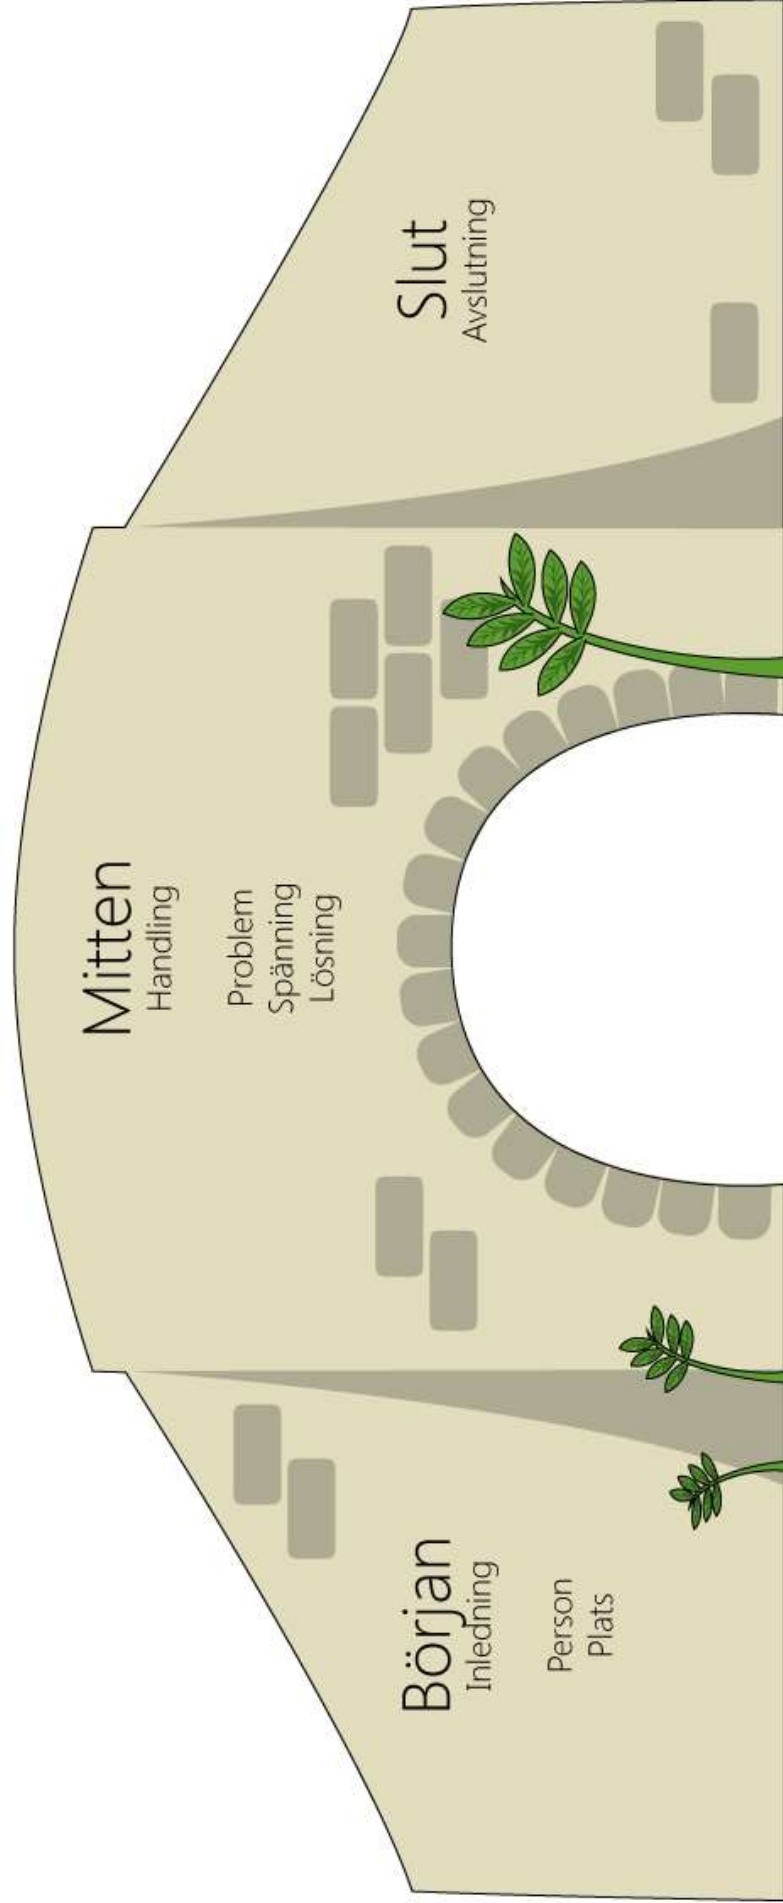 Början
Inledning
Person
Plats
Mitten
Handling
Problem
Spänning
Lösning
Slut
Avslutning